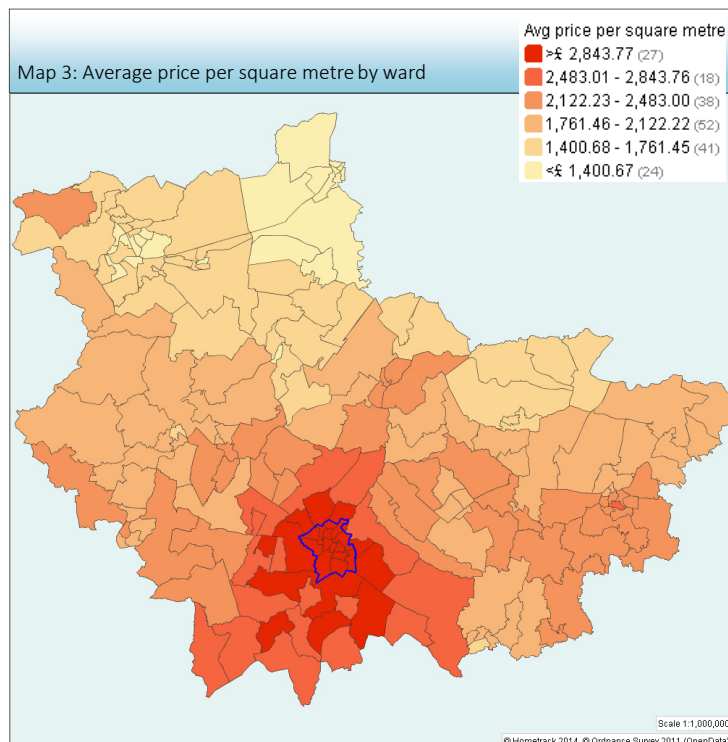 Map 3: Average price per square metre by ward
Avg price per square metre
>£ 2,843.77 (27)
2,483.01 - 2,843.76 (18)
2,122.23 - 2,483.00 (38)
1,761.46 - 2,122.22 (52)
1,400.68 - 1,761.45 (41)
<£ 1,400.67 (24)
Scale 1:1,000,000
© Hometrack 2014, © Ordnance Survey 2011 (OpenData)